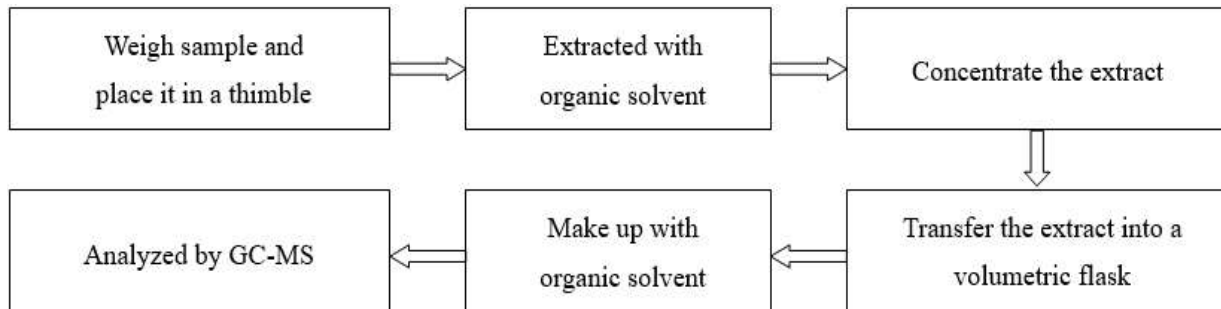 Weigh sample and
place it in a thimble
Extracted with
organic solvent
Concentrate the extract
Transfer the extract into a
volumetric flask
Make up with
organic solvent
Analyzed by GC-MS